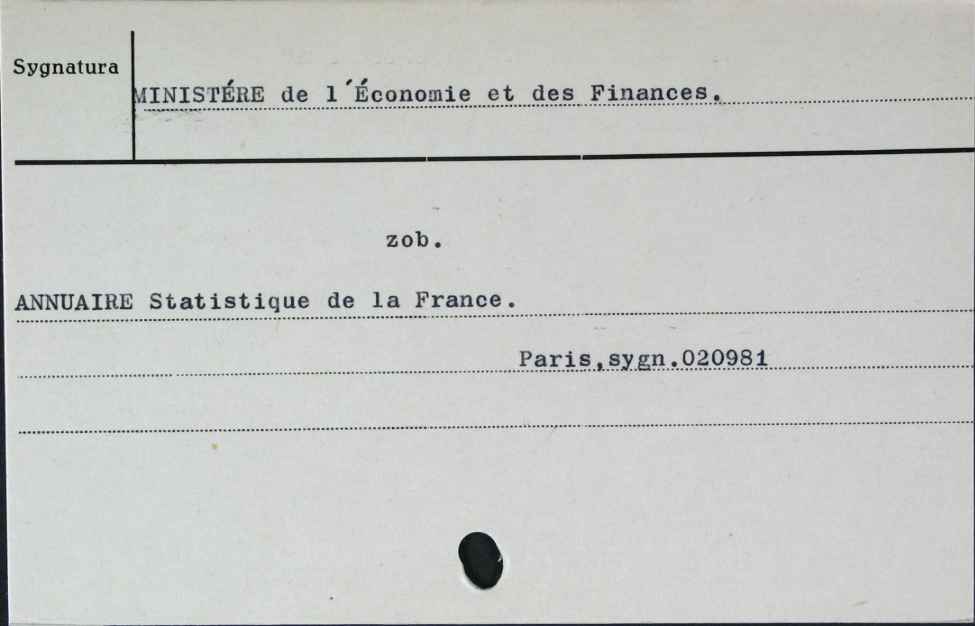 Sygnatura
MINISTÉRE de l´Économie et des Finances.
zob.
ANNUAIRE Statistique de la France.
Paris,sygn.020981